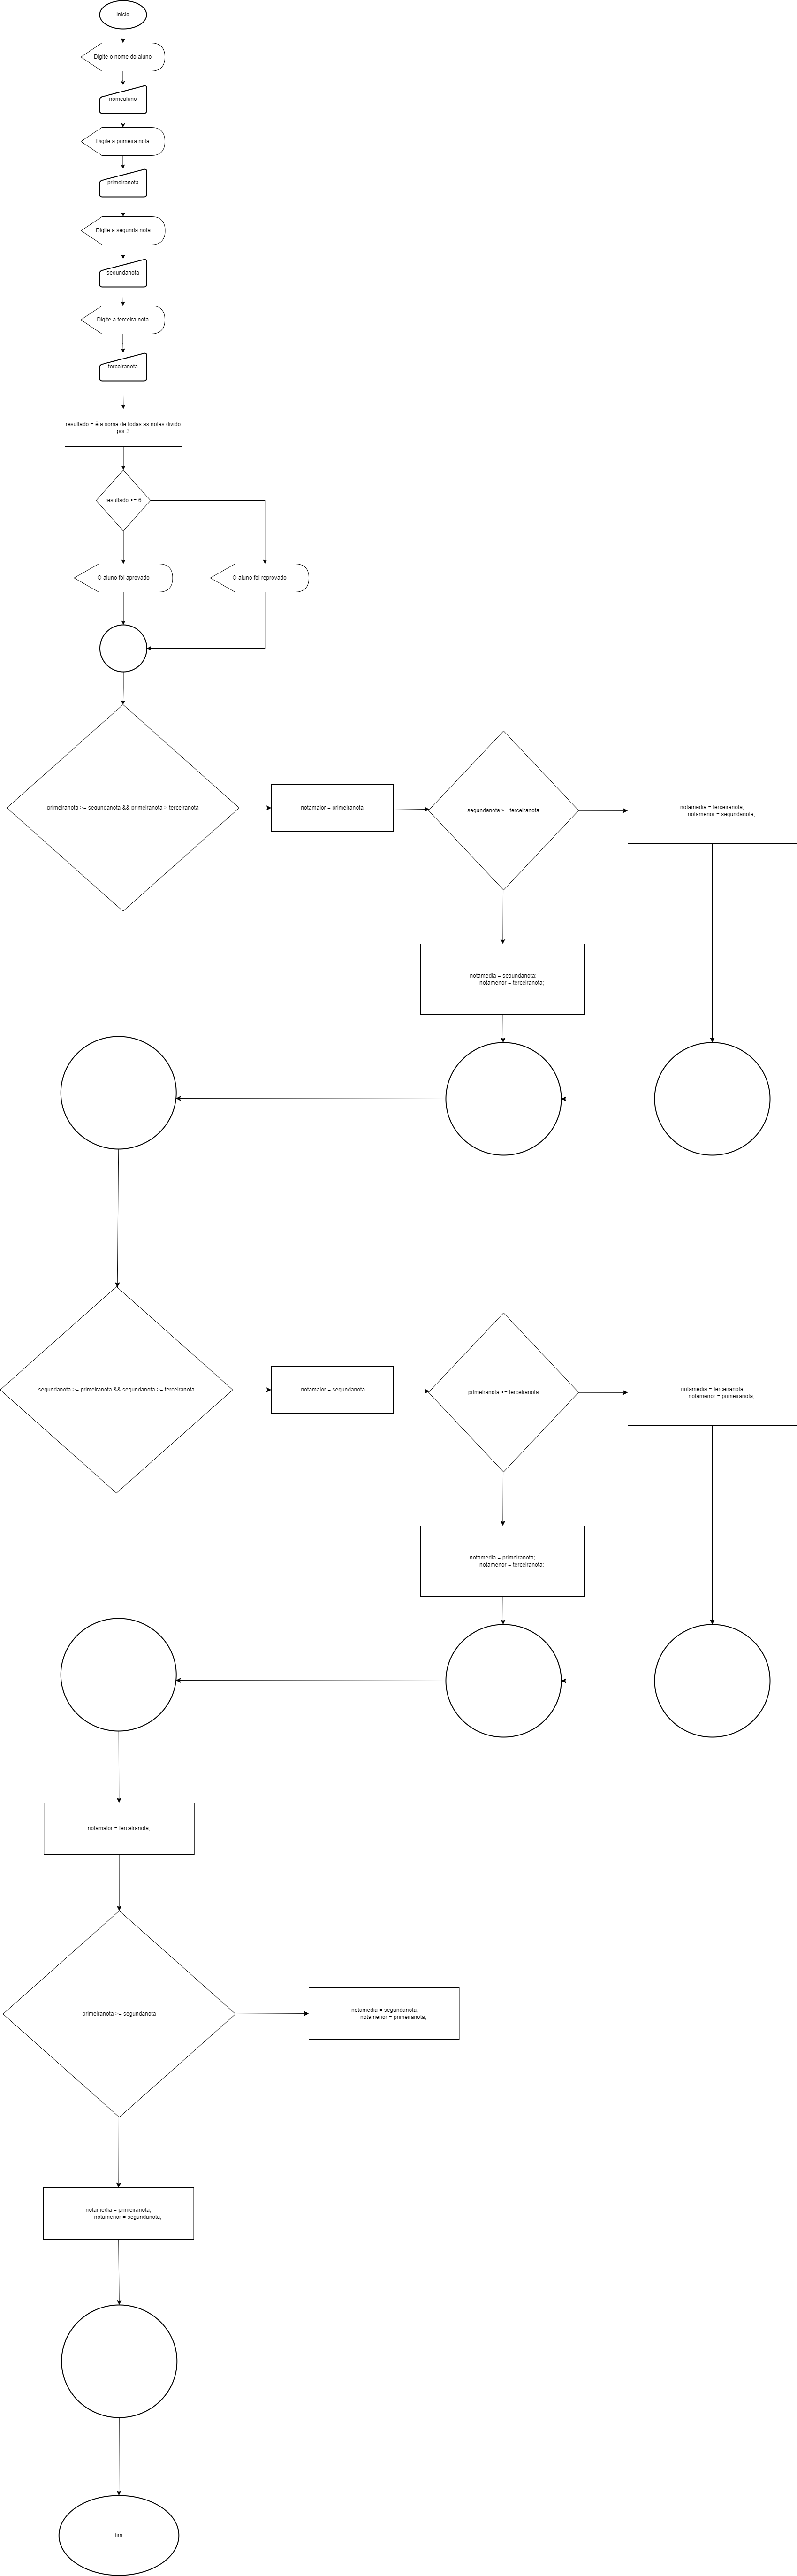 inicio
Digite o nome do aluno
nomealuno
Digite a primeira nota
primeiranota
Digite a segunda nota
segundanota
Digite a terceira nota
terceiranota
resultado = é a soma de todas as notas divido
por 3
resultado >= 6
O aluno foi aprovado
O aluno foi reprovado
primeiranota >= segundanota && primeiranota > terceiranota
notamaior = primeiranota
segundanota >= terceiranota
notamedia = terceiranota;
notamenor = segundanota;
notamedia = segundanota;
notamenor = terceiranota;
segundanota >= primeiranota && segundanota >= terceiranota
notamaior = segundanota
primeiranota >= terceiranota
notamedia = terceiranota;
notamenor = primeiranota;
notamedia = primeiranota;
notamenor = terceiranota;
notamaior = terceiranota;
primeiranota >= segundanota
notamedia = segundanota;
notamenor = primeiranota;
notamedia = primeiranota;
notamenor = segundanota;
fim